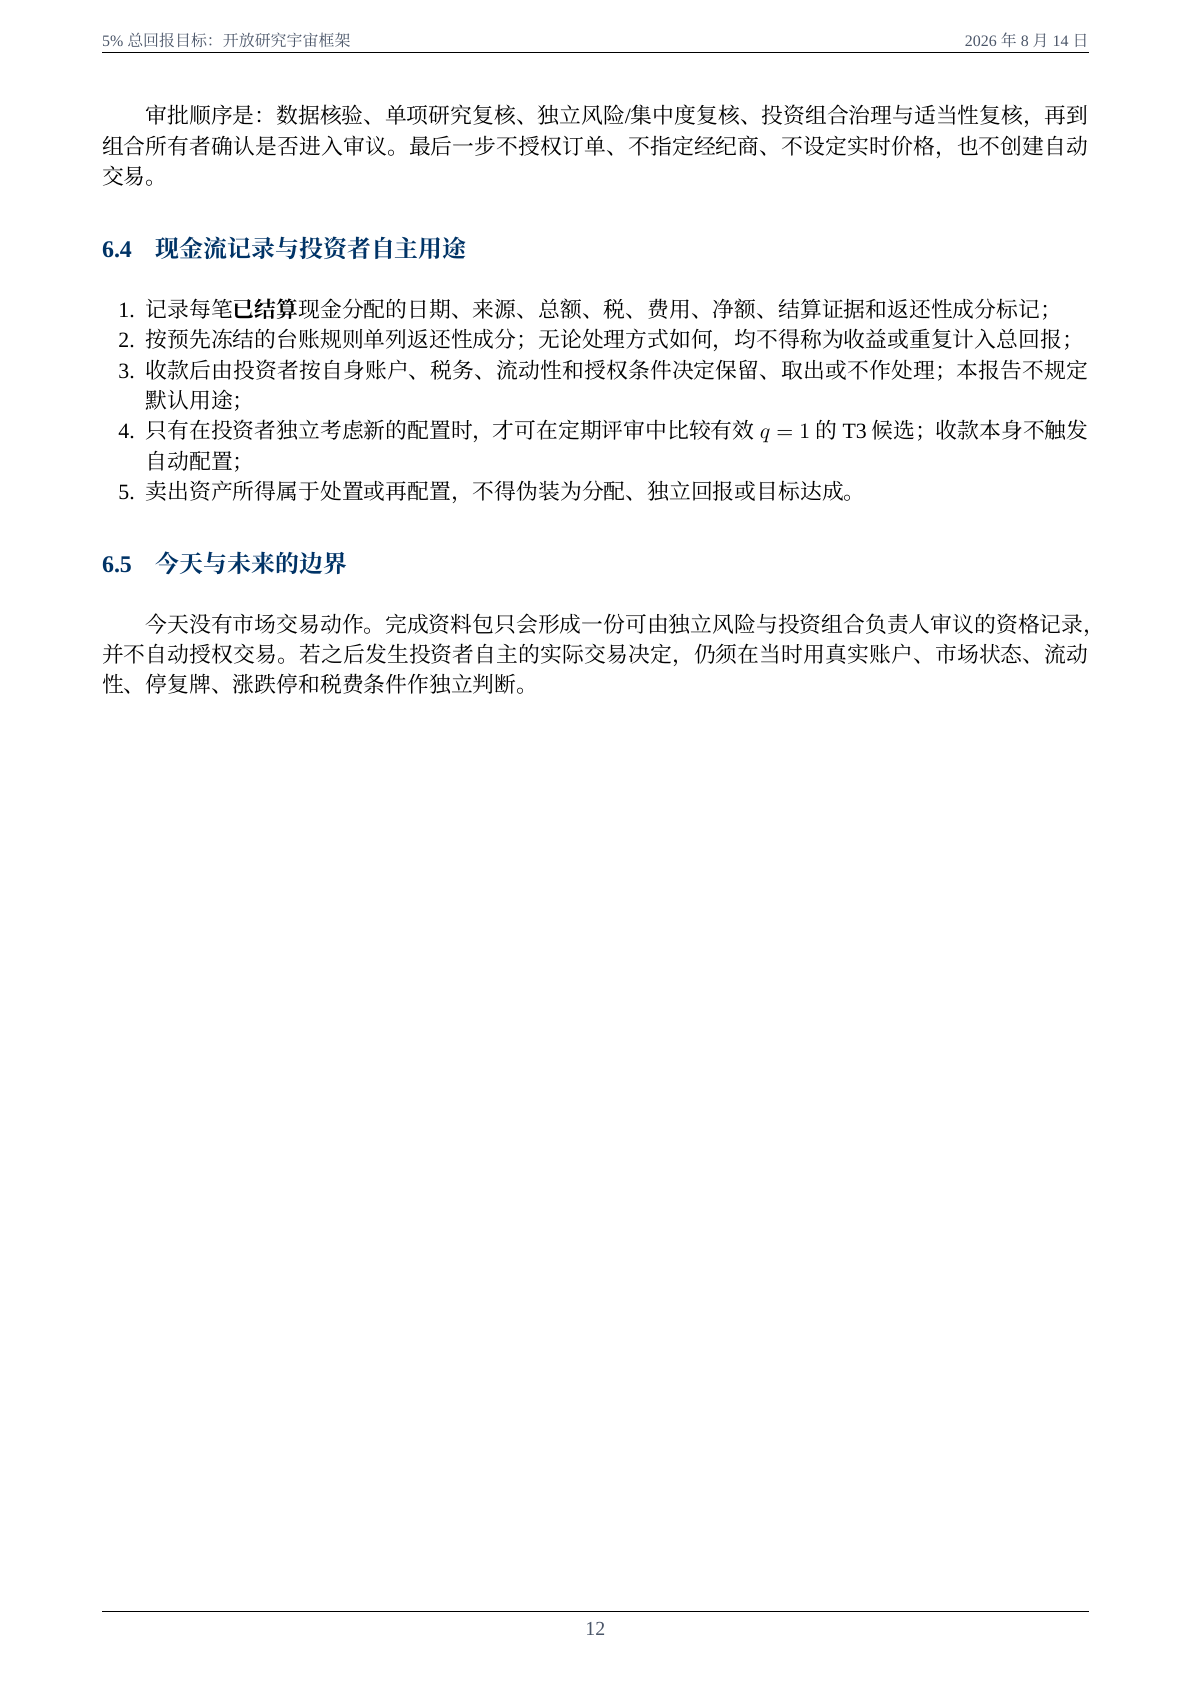 5% 总回报目标：开放研究宇宙框架
2026 年 8 月 14 日
审批顺序是：数据核验、单项研究复核、独立风险/集中度复核、投资组合治理与适当性复核，再到
组合所有者确认是否进入审议。最后一步不授权订单、不指定经纪商、不设定实时价格，也不创建自动
交易。
6.4 现金流记录与投资者自主用途
1. 记录每笔已结算现金分配的日期、来源、总额、税、费用、净额、结算证据和返还性成分标记；
2. 按预先冻结的台账规则单列返还性成分；无论处理方式如何，均不得称为收益或重复计入总回报；
3. 收款后由投资者按自身账户、税务、流动性和授权条件决定保留、取出或不作处理；本报告不规定
默认用途；
4. 只有在投资者独立考虑新的配置时，才可在定期评审中比较有效 q = 1 的 T3 候选；收款本身不触发
自动配置；
5. 卖出资产所得属于处置或再配置，不得伪装为分配、独立回报或目标达成。
6.5 今天与未来的边界
今天没有市场交易动作。完成资料包只会形成一份可由独立风险与投资组合负责人审议的资格记录，
并不自动授权交易。若之后发生投资者自主的实际交易决定，仍须在当时用真实账户、市场状态、流动
性、停复牌、涨跌停和税费条件作独立判断。
12